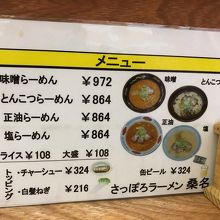 メニュー
味噌らーめん ￥972
とんこつらーめん ￥864
正油らーめん ￥864
塩らーめん ￥864
ライス ￥108 大盛 ￥108
トッピング
・チャーシュー ￥324
・白髪ねぎ ￥216
味噌
とんこつ
正油
塩
缶ビール ￥324
さっぽろラーメン 桑名